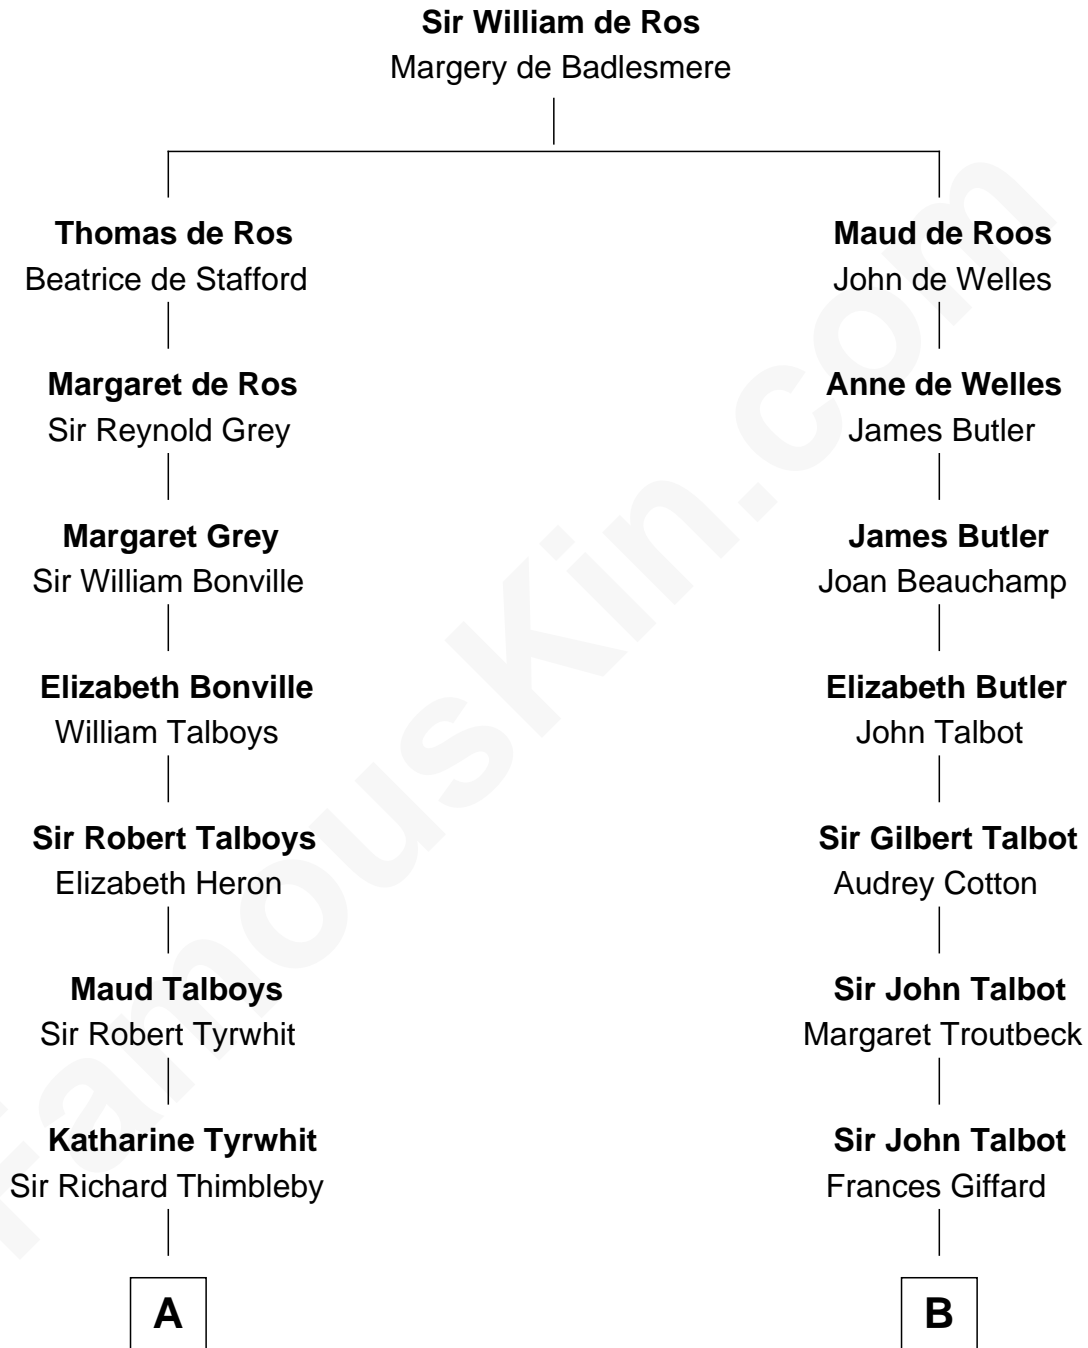 Sir William de Ros
Margery de Badlesmere
Thomas de Ros
Beatrice de Stafford
Margaret de Ros
Sir Reynold Grey
Margaret Grey
Sir William Bonville
Elizabeth Bonville
William Talboys
Sir Robert Talboys
Elizabeth Heron
Maud Talboys
Sir Robert Tyrwhit
Katharine Tyrwhit
Sir Richard Thimbleby
A
Maud de Roos
John de Welles
Anne de Welles
James Butler
James Butler
Joan Beauchamp
Elizabeth Butler
John Talbot
Sir Gilbert Talbot
Audrey Cotton
Sir John Talbot
Margaret Troutbeck
Sir John Talbot
Frances Giffard
B
FamousKin.com